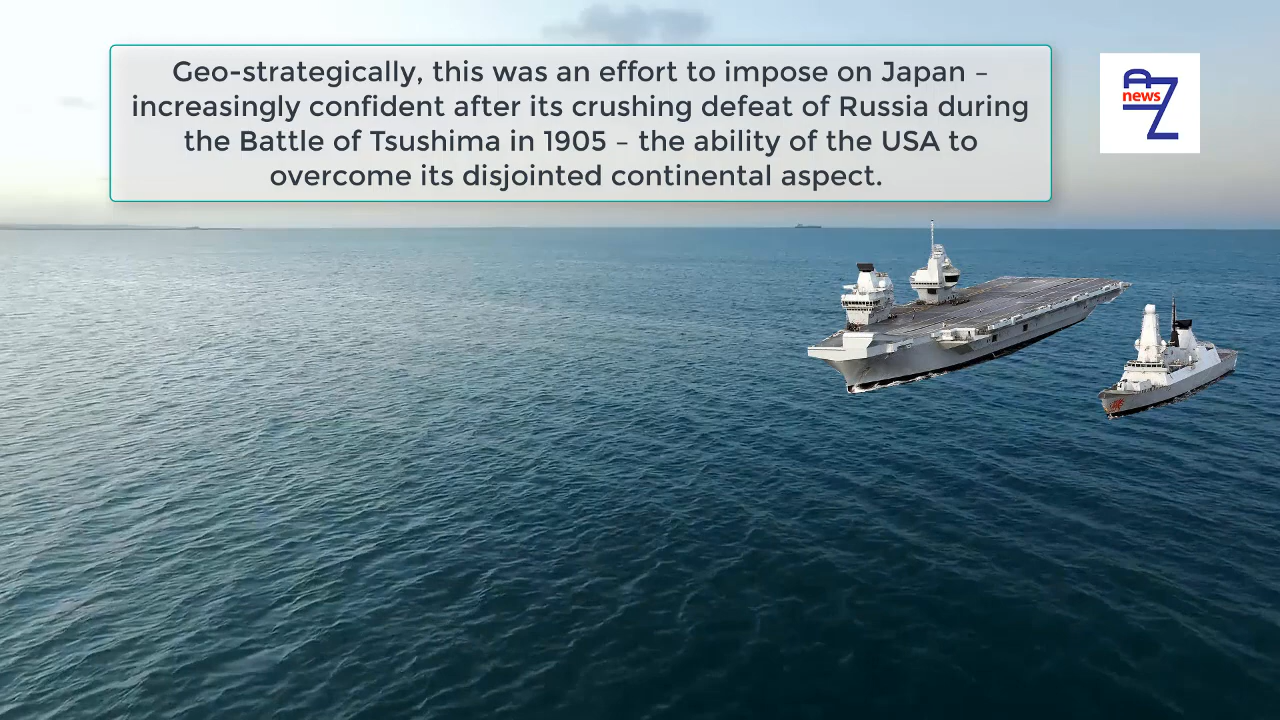 Geo-strategically, this was an effort to impose on Japan –
increasingly confident after its crushing defeat of Russia during
the Battle of Tsushima in 1905 – the ability of the USA to
overcome its disjointed continental aspect.
AZ
news